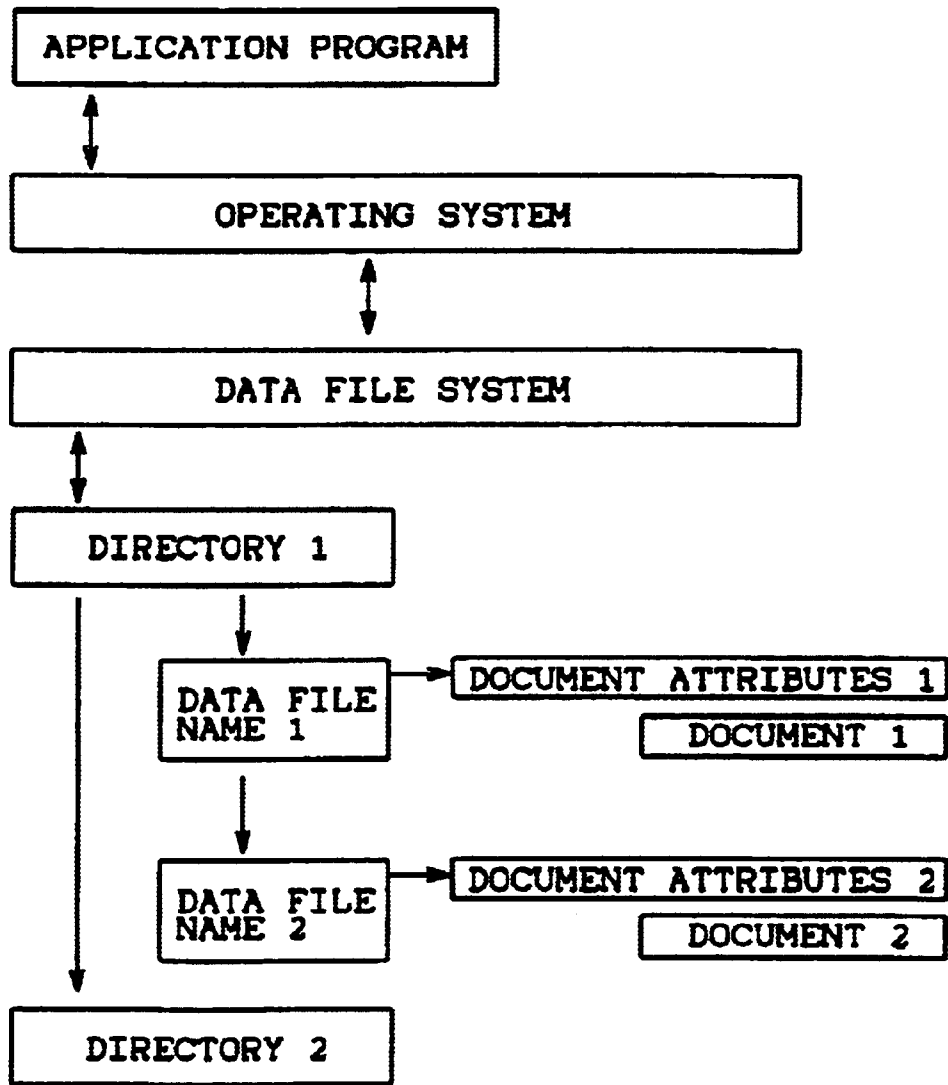 APPLICATION PROGRAM
OPERATING SYSTEM
DATA FILE SYSTEM
DIRECTORY 1
DATA FILE
NAME 1
DOCUMENT ATTRIBUTES 1
DOCUMENT 1
DATA FILE
NAME 2
DOCUMENT ATTRIBUTES 2
DOCUMENT 2
DIRECTORY 2